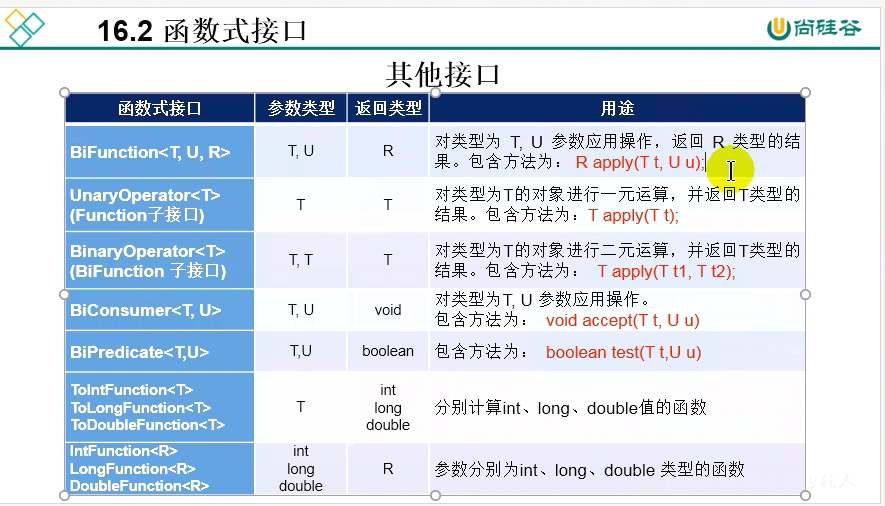 16.2 函数式接口
尚硅谷
其他接口
函数式接口 参数类型 返回类型 用途
BiFunction<T, U, R> T, U R 对类型为 T, U 参数应用操作，返回 R 类型的结
果。包含方法为： R apply(T t, U u);
UnaryOperator<T>
(Function子接口) T T 对类型为T的对象进行一元运算，并返回T类型的
结果。包含方法为：T apply(T t);
BinaryOperator<T>
(BiFunction 子接口) T, T T 对类型为T的对象进行二元运算，并返回T类型的
结果。包含方法为： T apply(T t1, T t2);
BiConsumer<T, U> T, U void 对类型为T, U 参数应用操作。
包含方法为： void accept(T t, U u)
BiPredicate<T,U> T,U boolean 包含方法为： boolean test(T t,U u)
ToIntFunction<T>
ToLongFunction<T>
ToDoubleFunction<T> T int
long
double 分别计算int、long、double值的函数
IntFunction<R>
LongFunction<R>
DoubleFunction<R> int
long
double R 参数分别为int、long、double 类型的函数